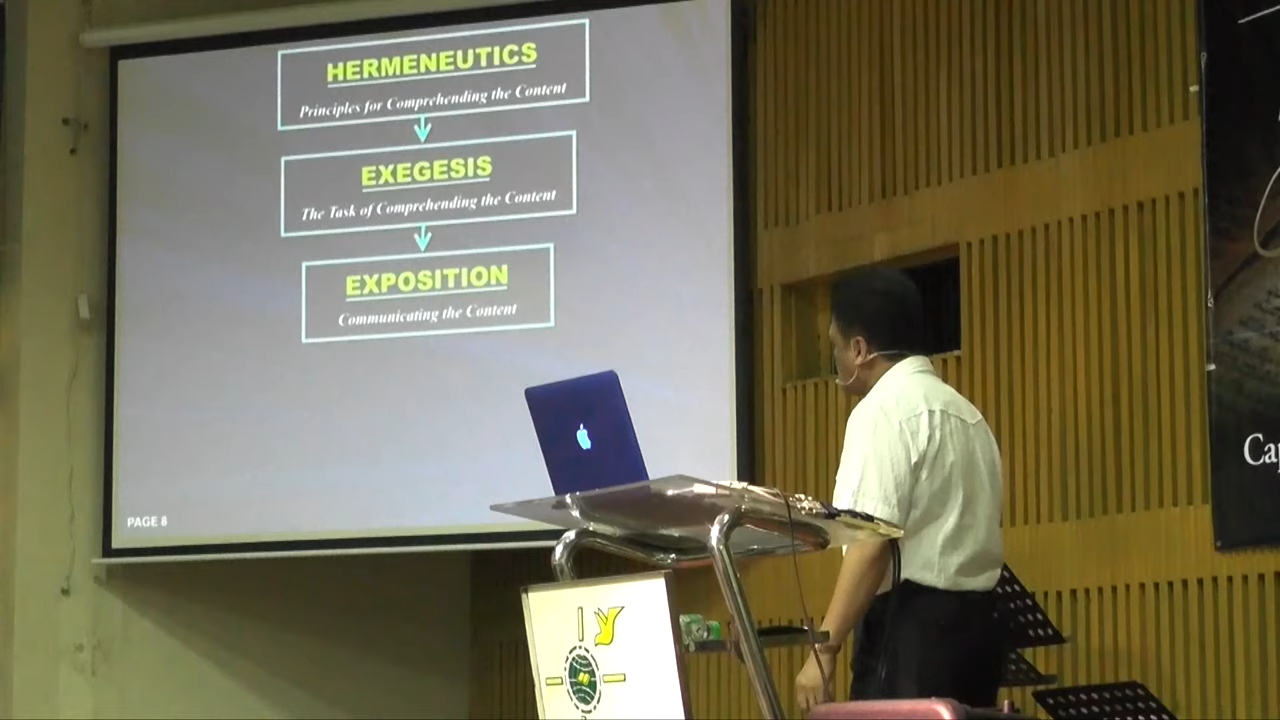 HERMENEUTICS
Principles for Comprehending the Content
EXEGESIS
The Task of Comprehending the Content
EXPOSITION
Communicating the Content
PAGE 8